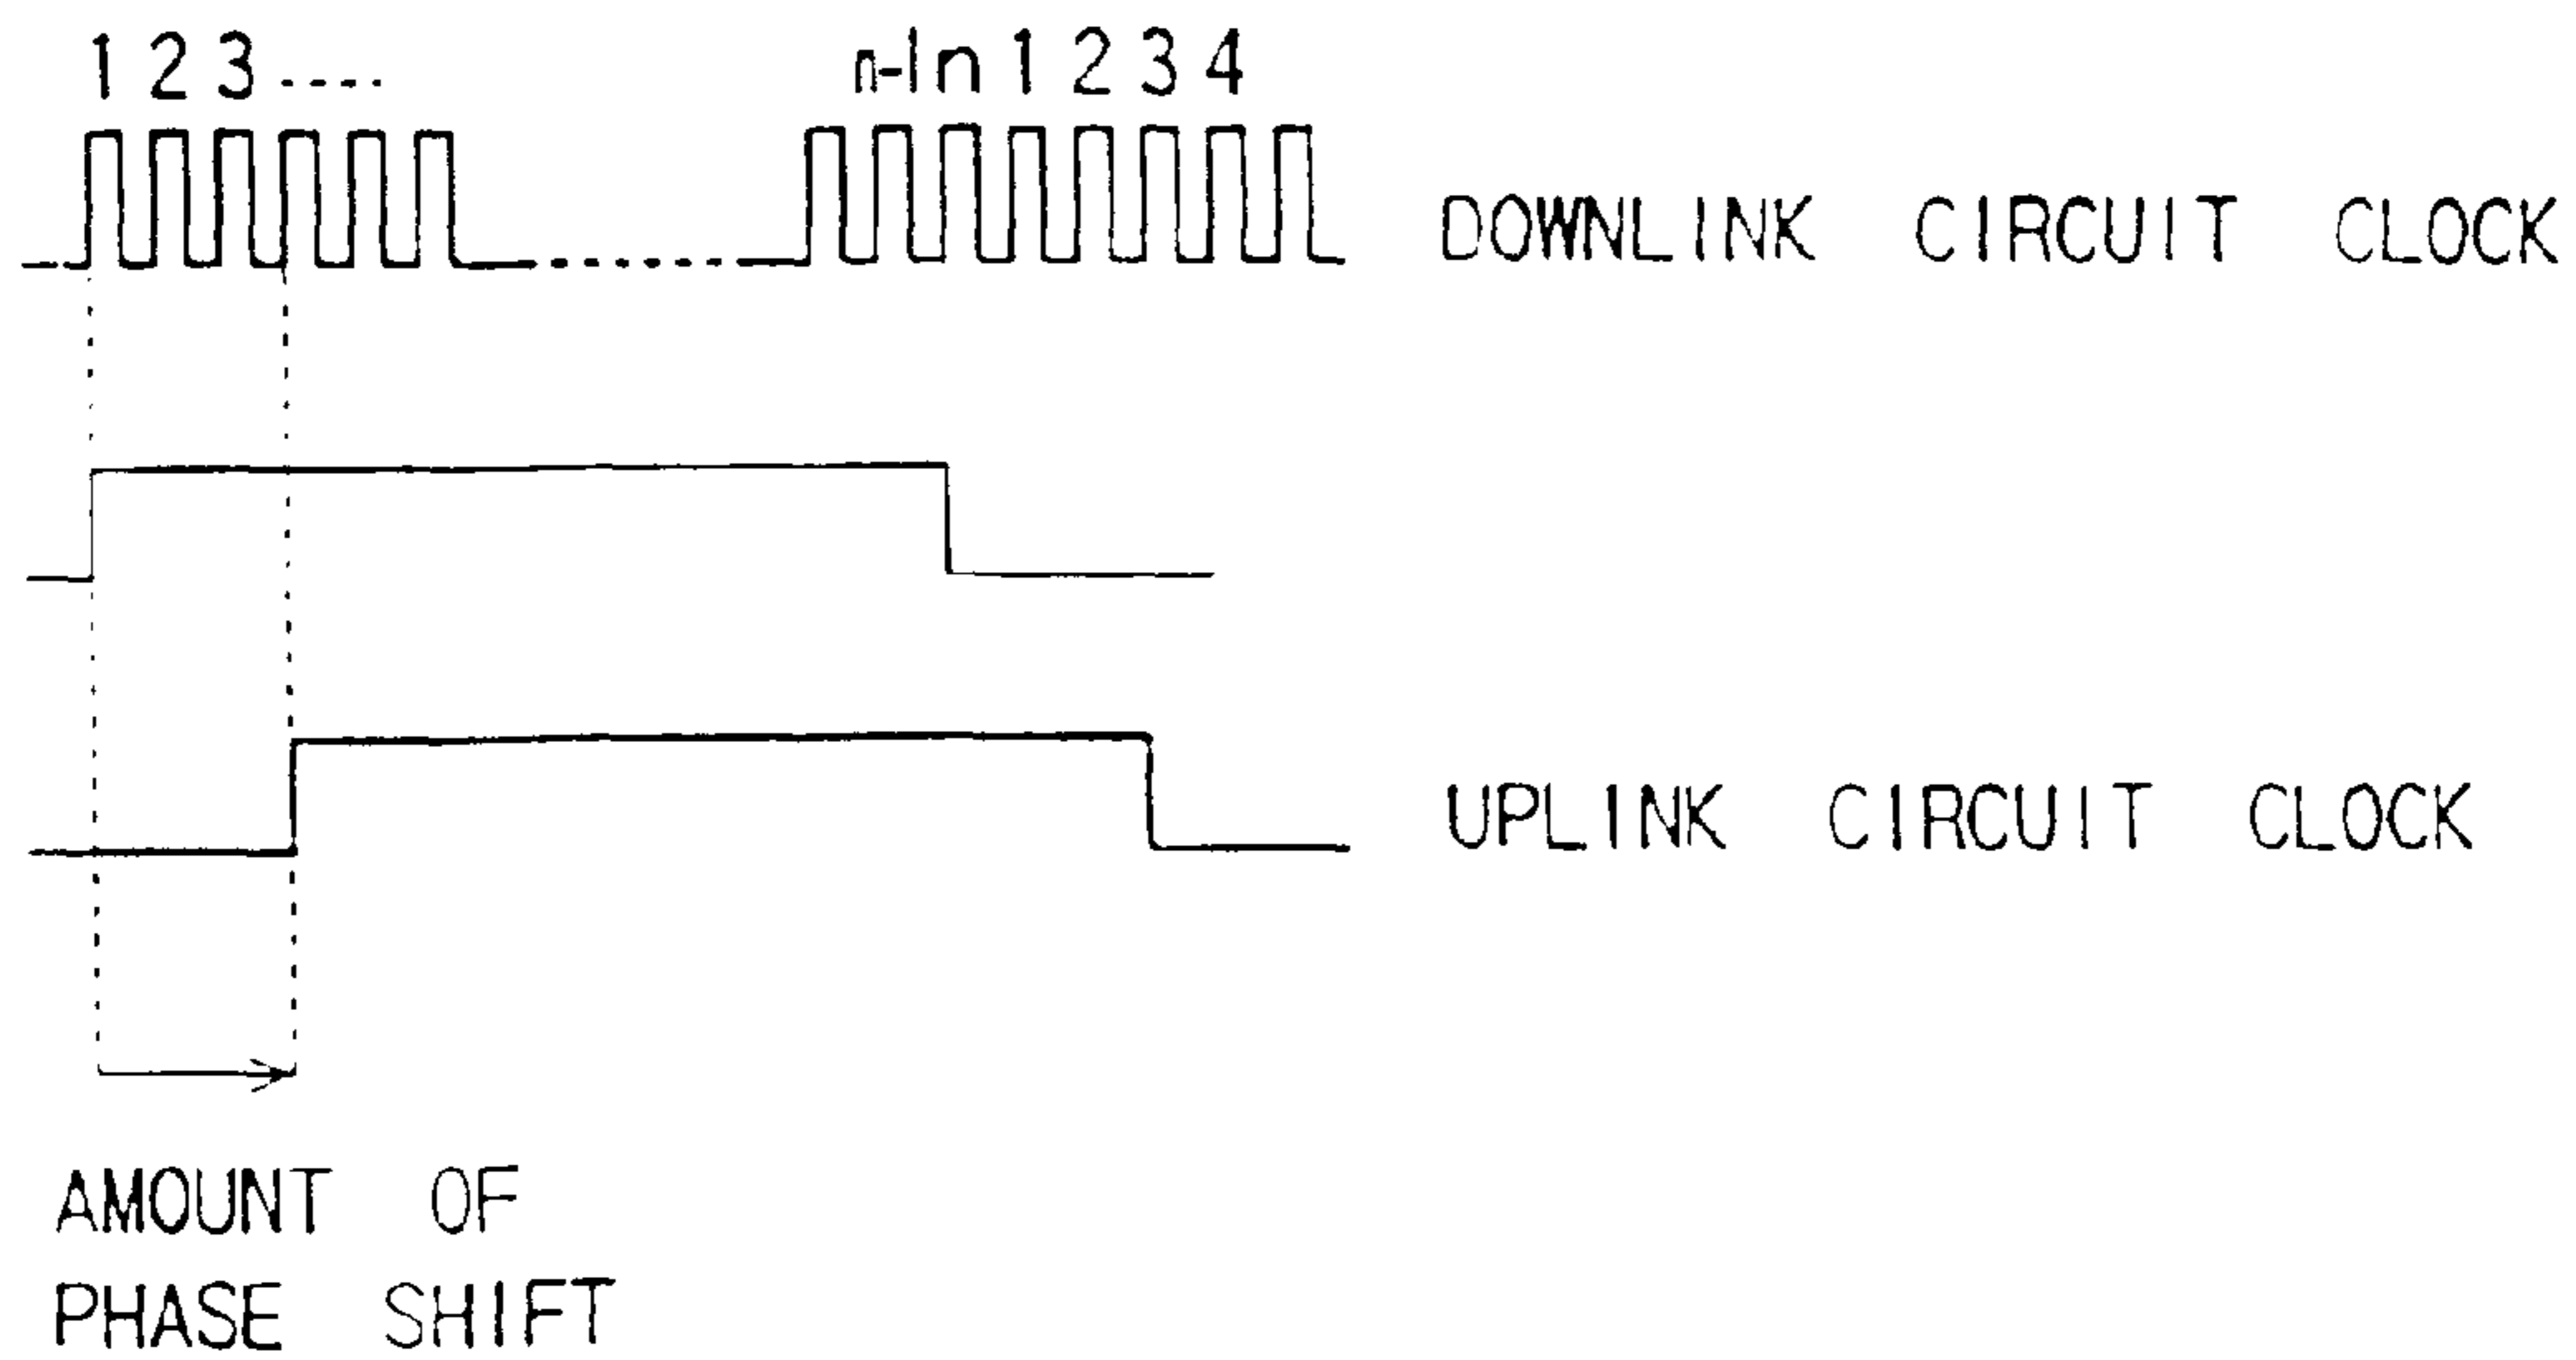 1 2 3 ---- n-1 n 1 2 3 4
DOWNLINK CIRCUIT CLOCK
UPLINK CIRCUIT CLOCK
AMOUNT OF
PHASE SHIFT